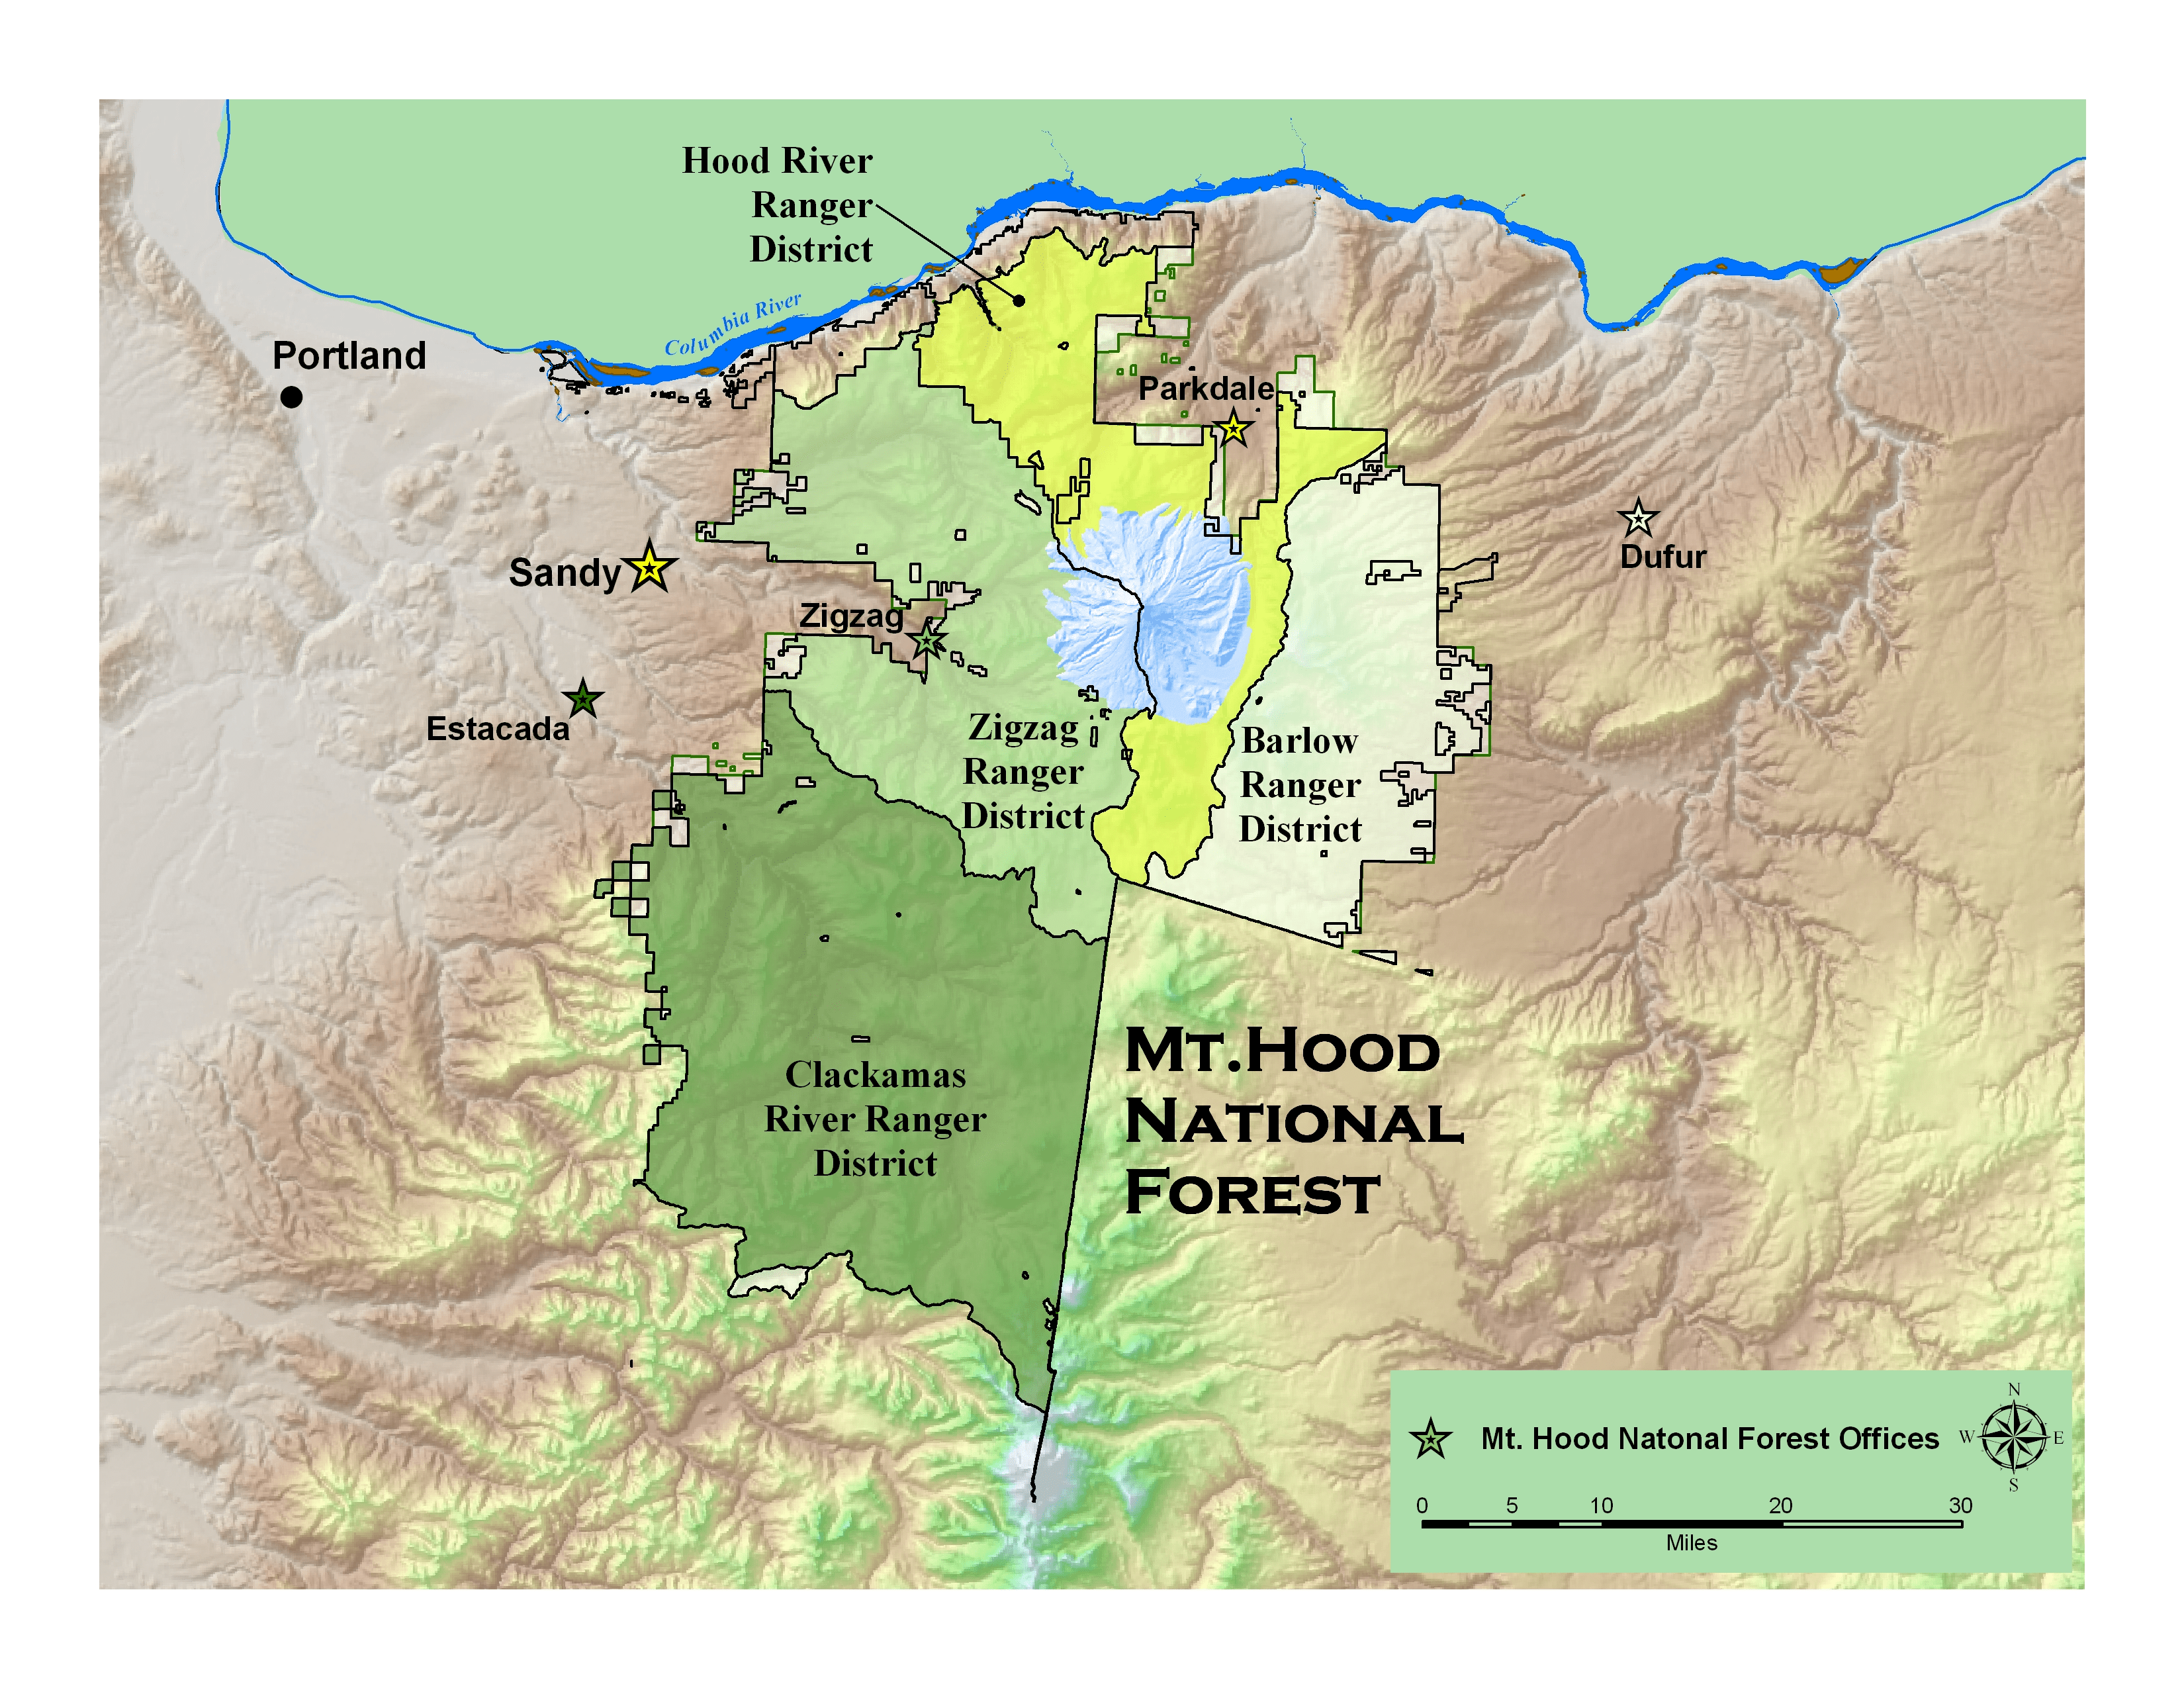 Hood River
Ranger
District
Columbia River
Portland
Parkdale
Sandy
Dufur
Zigzag
Estacada
Zigzag
Ranger
District
Barlow
Ranger
District
Clackamas
River Ranger
District
Mt.Hood
National
Forest
N
W
E
S
Mt. Hood Natonal Forest Offices
0 5 10 20 30
Miles